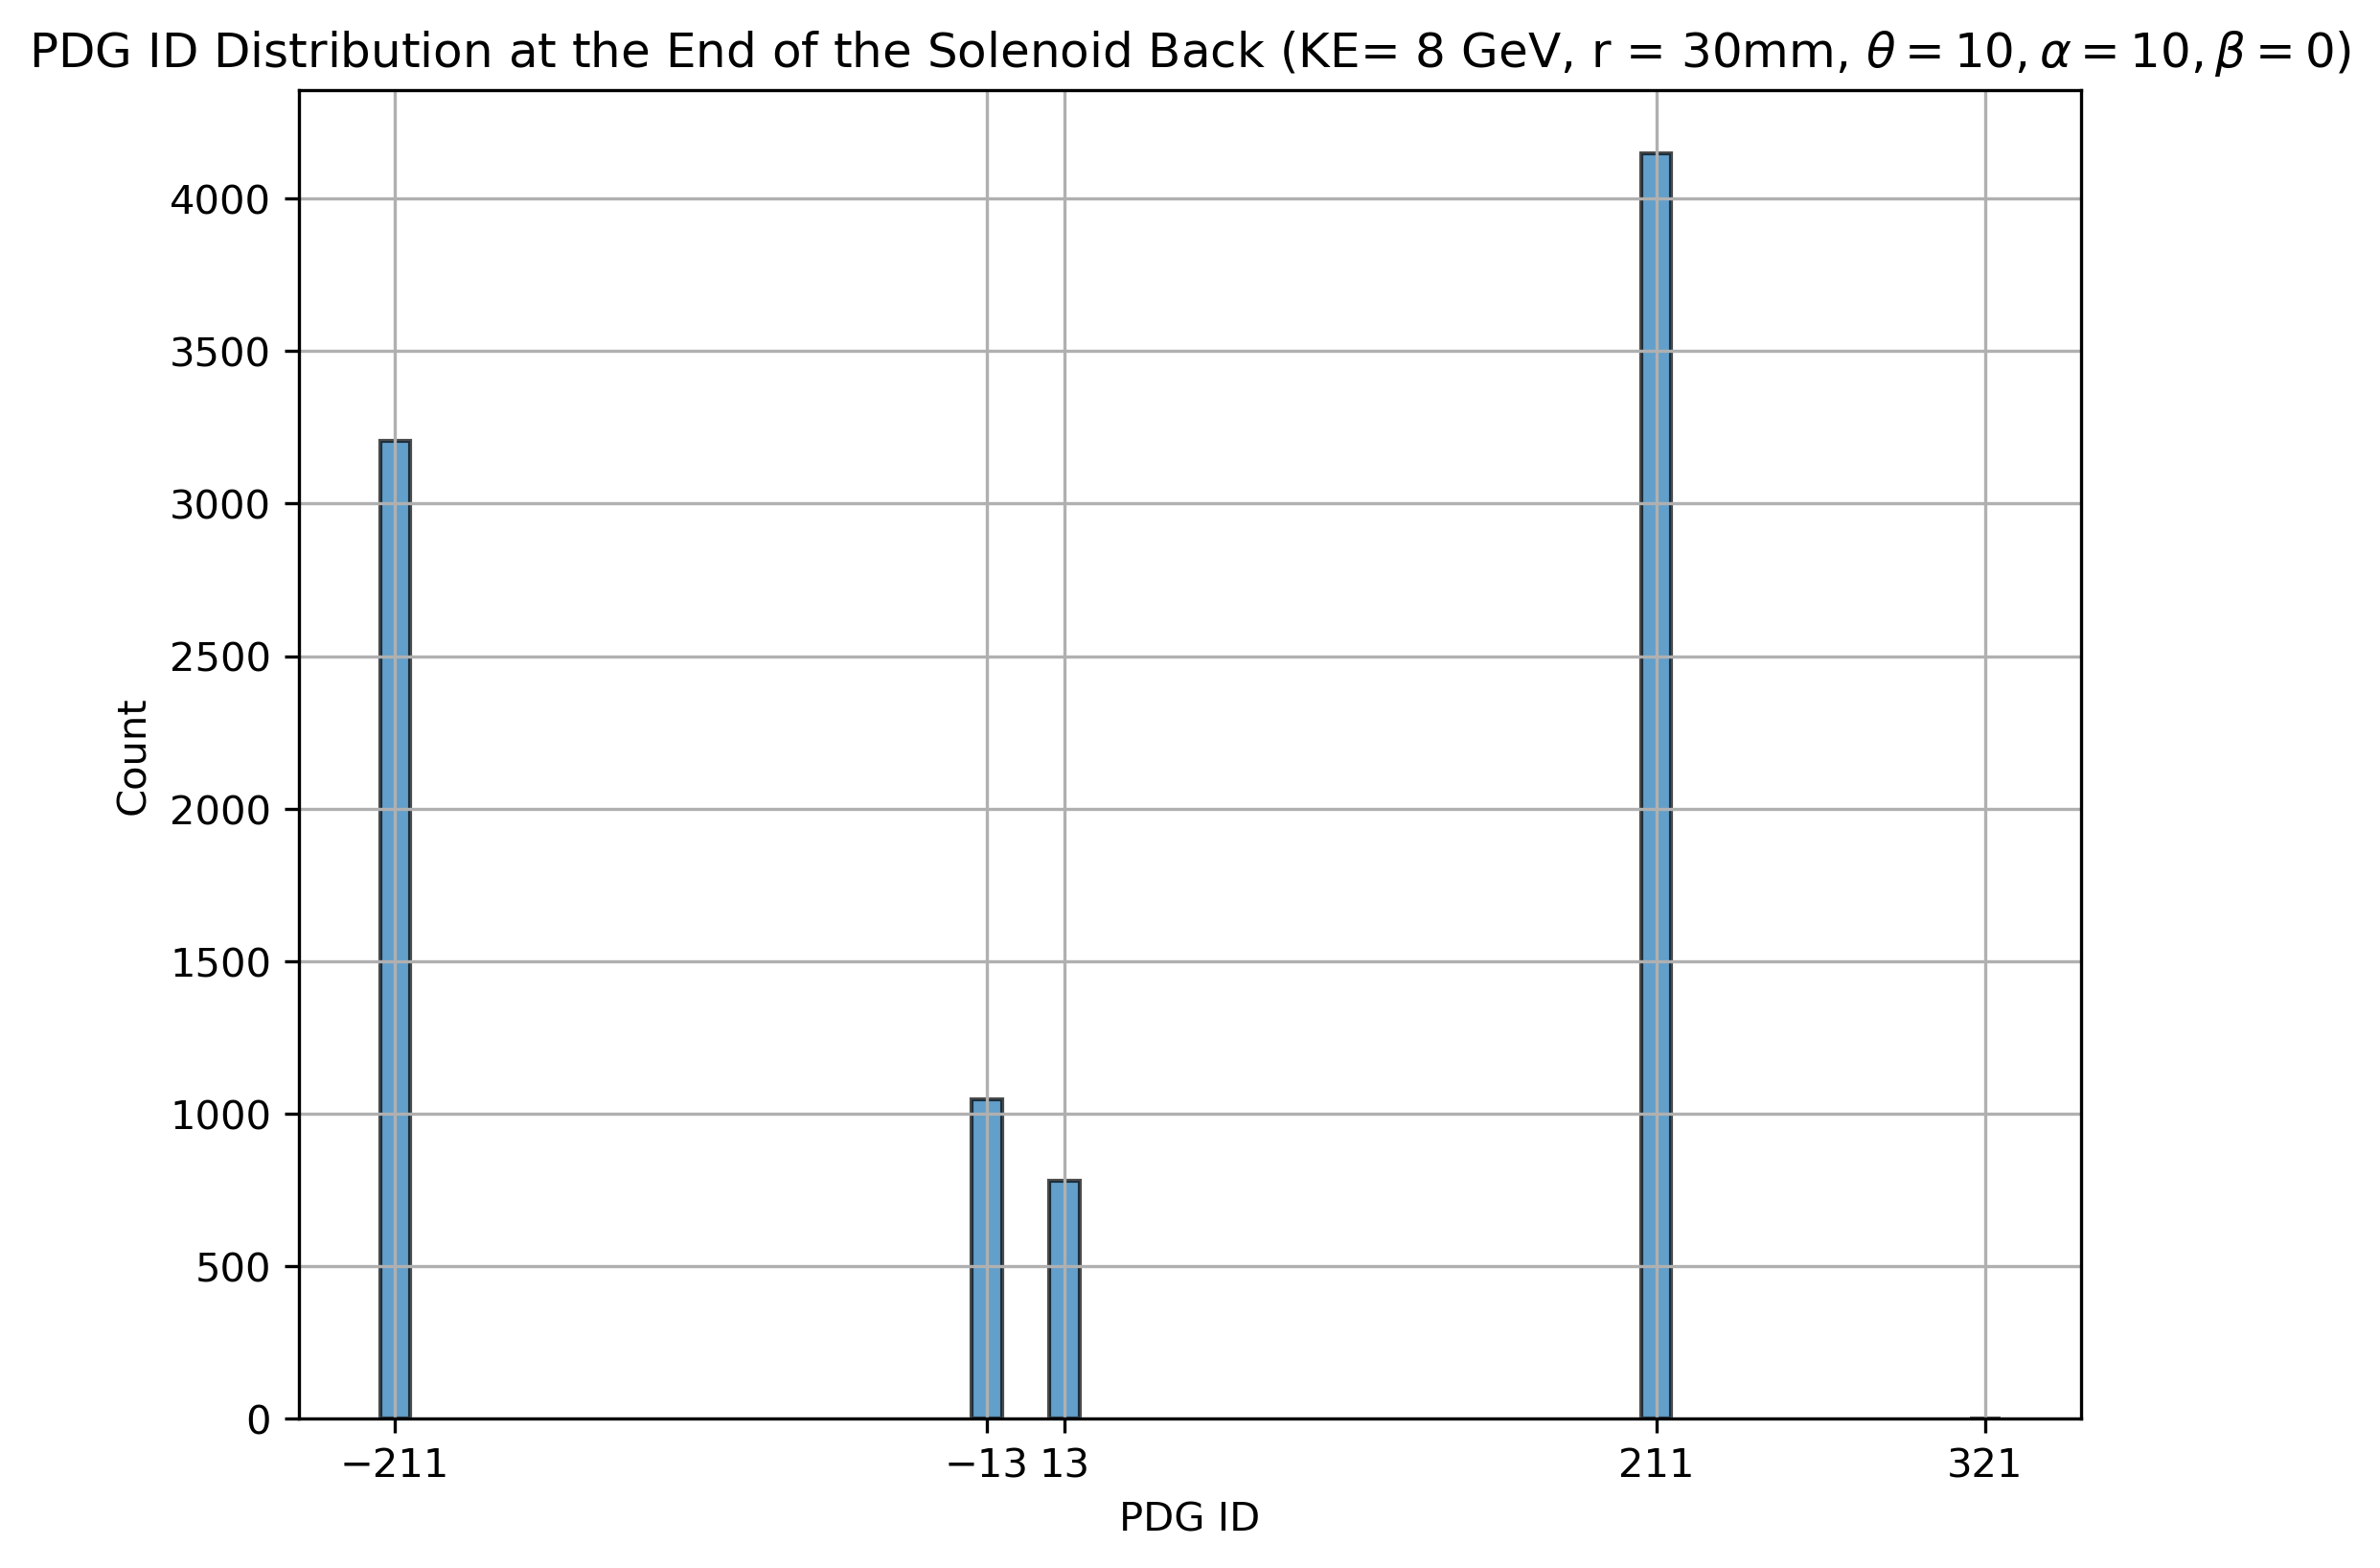 PDG ID Distribution at the End of the Solenoid Back (KE= 8 GeV, r = 30mm, θ = 10, α = 10, β = 0)
4000
3500
3000
2500
2000
1500
1000
500
0
Count
−211 −13 13 211 321
PDG ID